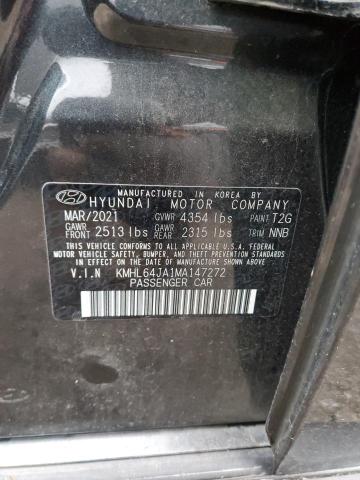 MANUFACTURED IN KOREA BY
HYUNDAI MOTOR COMPANY
MAR/2021 GVWR 4354 lbs PAINT T2G
GAWR FRONT 2513 lbs GAWR REAR 2315 lbs TRIM NNB
THIS VEHICLE CONFORMS TO ALL APPLICABLE U.S.A. FEDERAL
MOTOR VEHICLE SAFETY, BUMPER, AND THEFT PREVENTION
STANDARDS IN EFFECT ON THE DATE OF MANUFACTURE
SHOWN ABOVE.
V.I.N KMHL64JA1MA147272
PASSENGER CAR